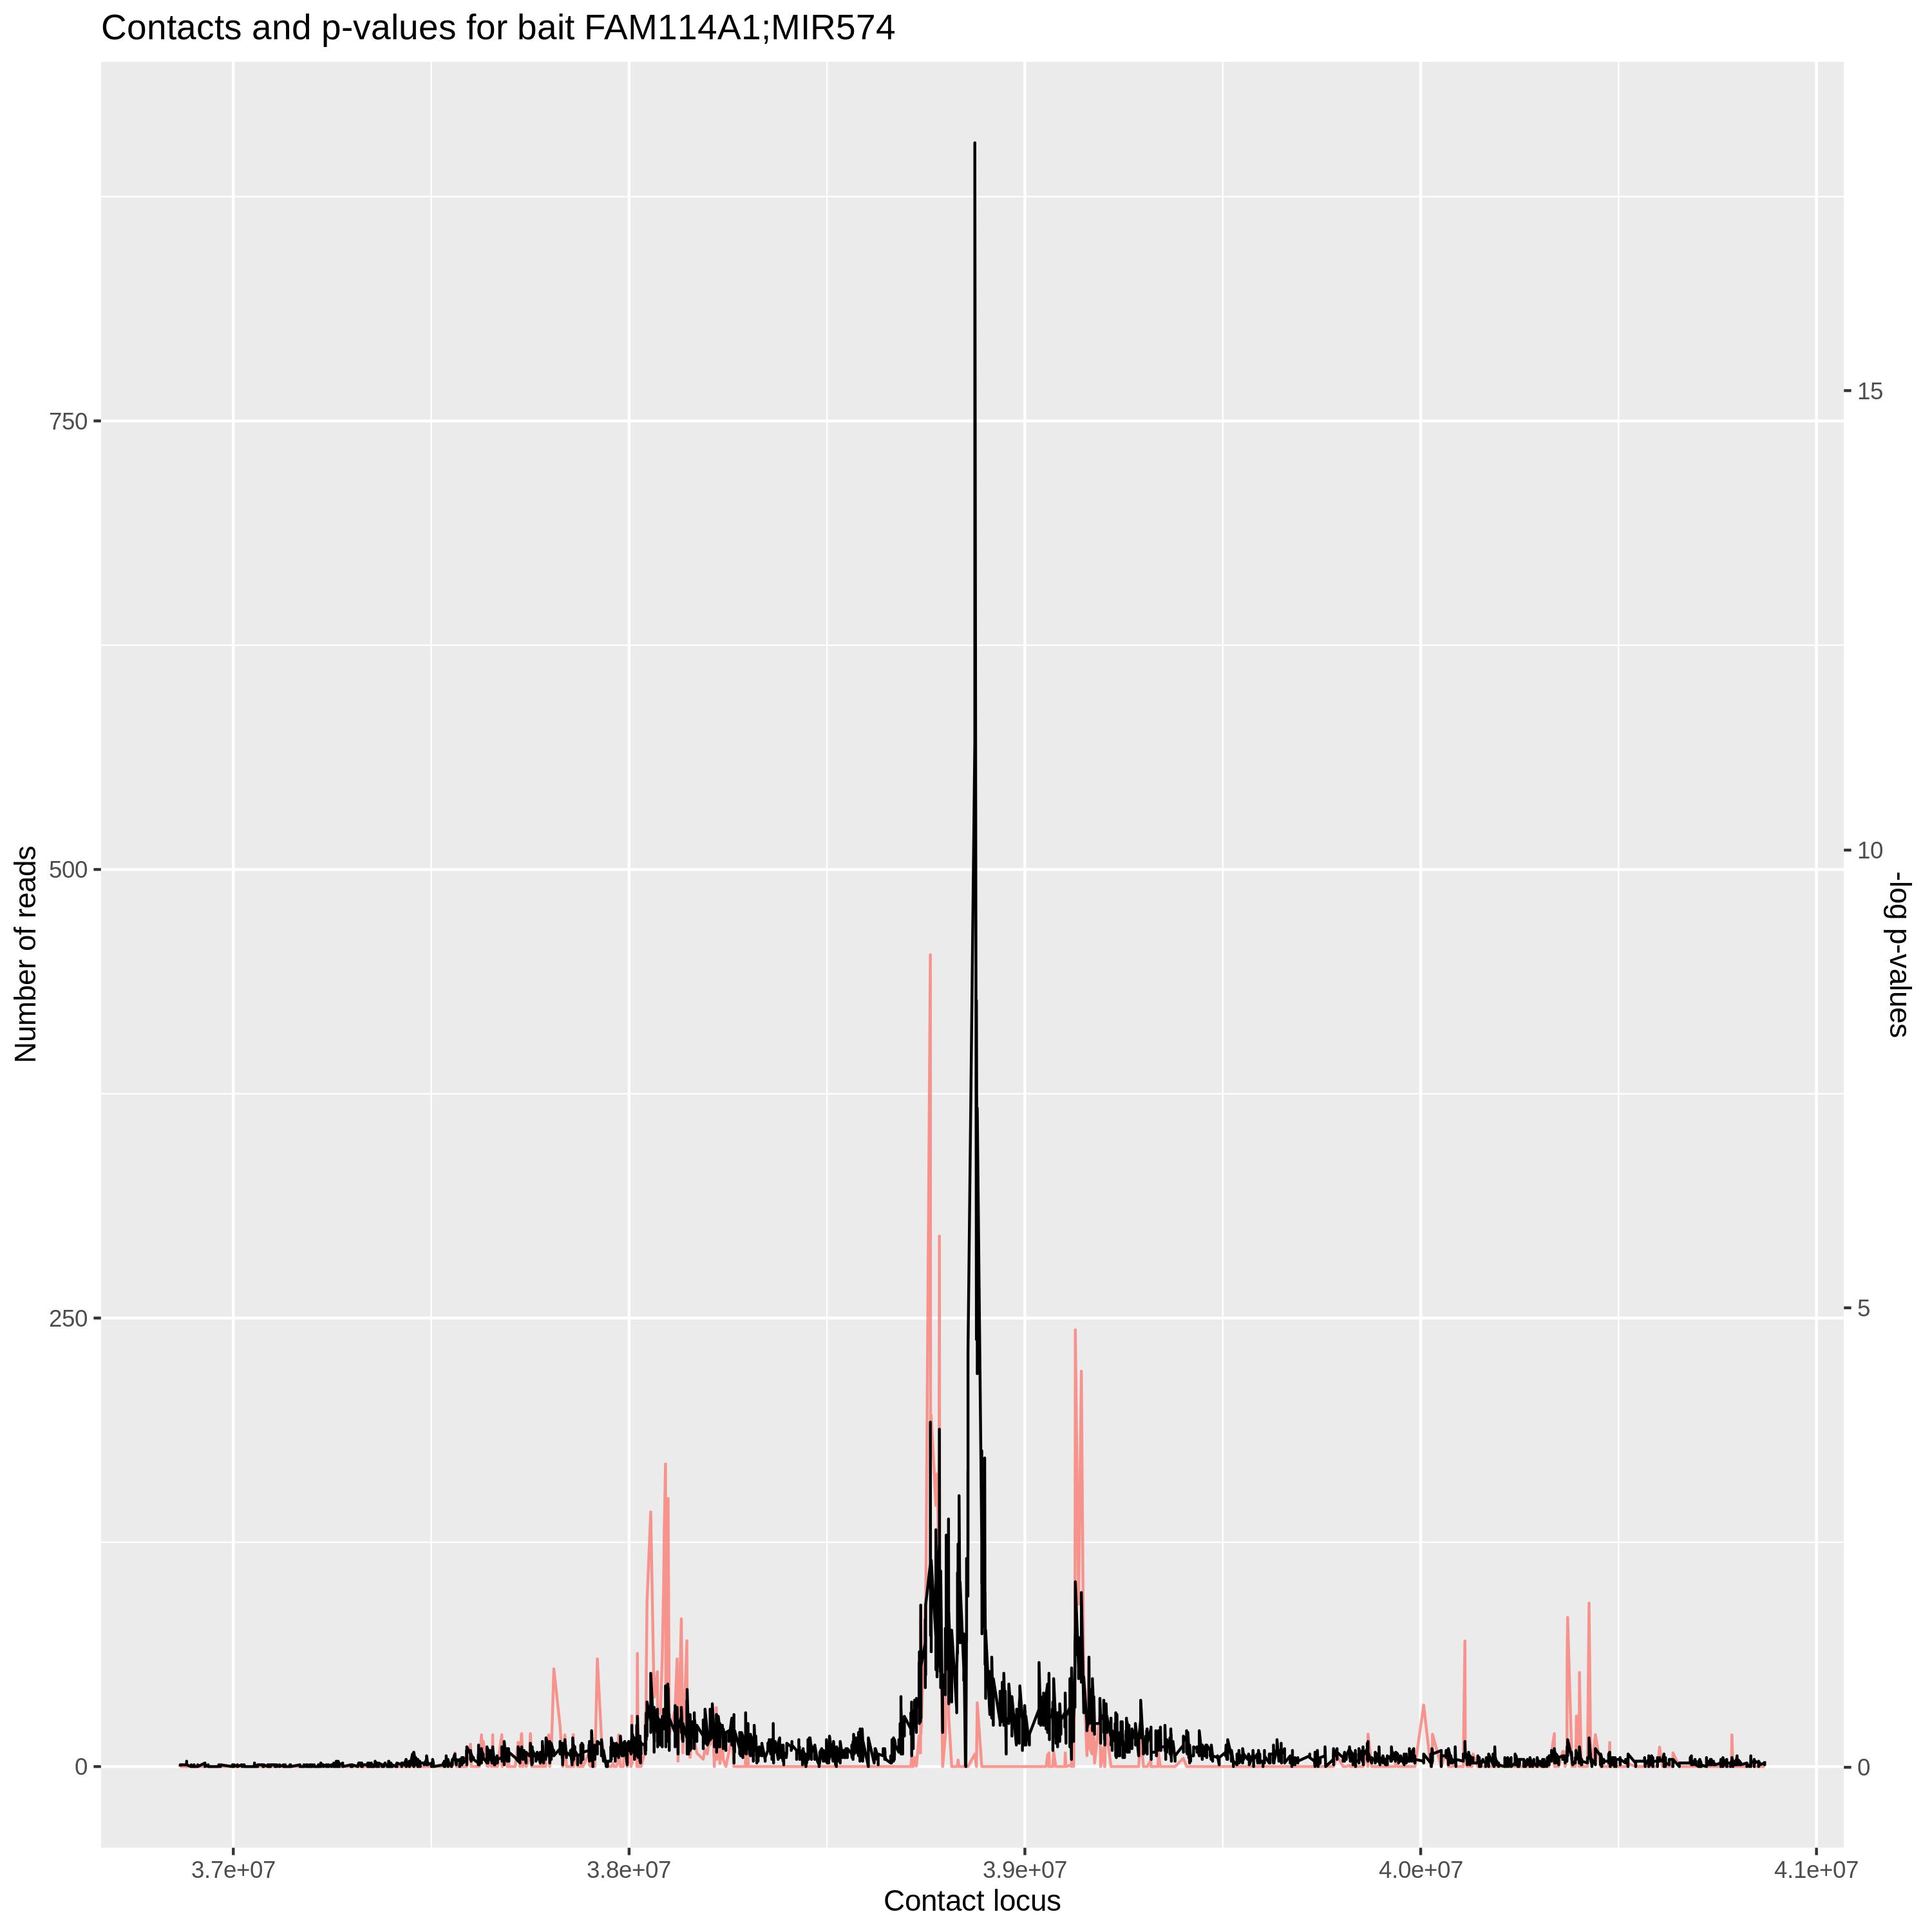 Contacts and p-values for bait FAM114A1;MIR574
Number of reads
750
500
250
0
15
10
5
0
-log p-values
3.7e+07
3.8e+07
3.9e+07
4.0e+07
4.1e+07
Contact locus